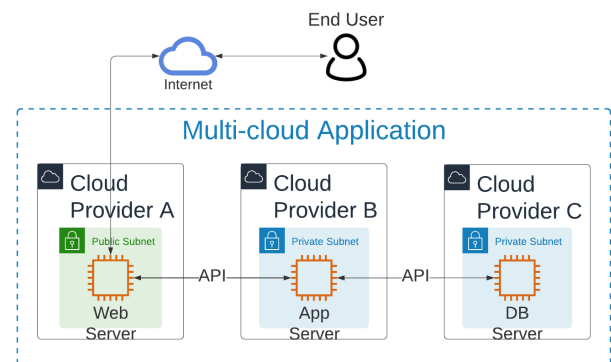 End User
Internet
Multi-cloud Application
Cloud
Provider A
Public Subnet
Web
Server
API
Cloud
Provider B
Private Subnet
App
Server
API
Cloud
Provider C
Private Subnet
DB
Server